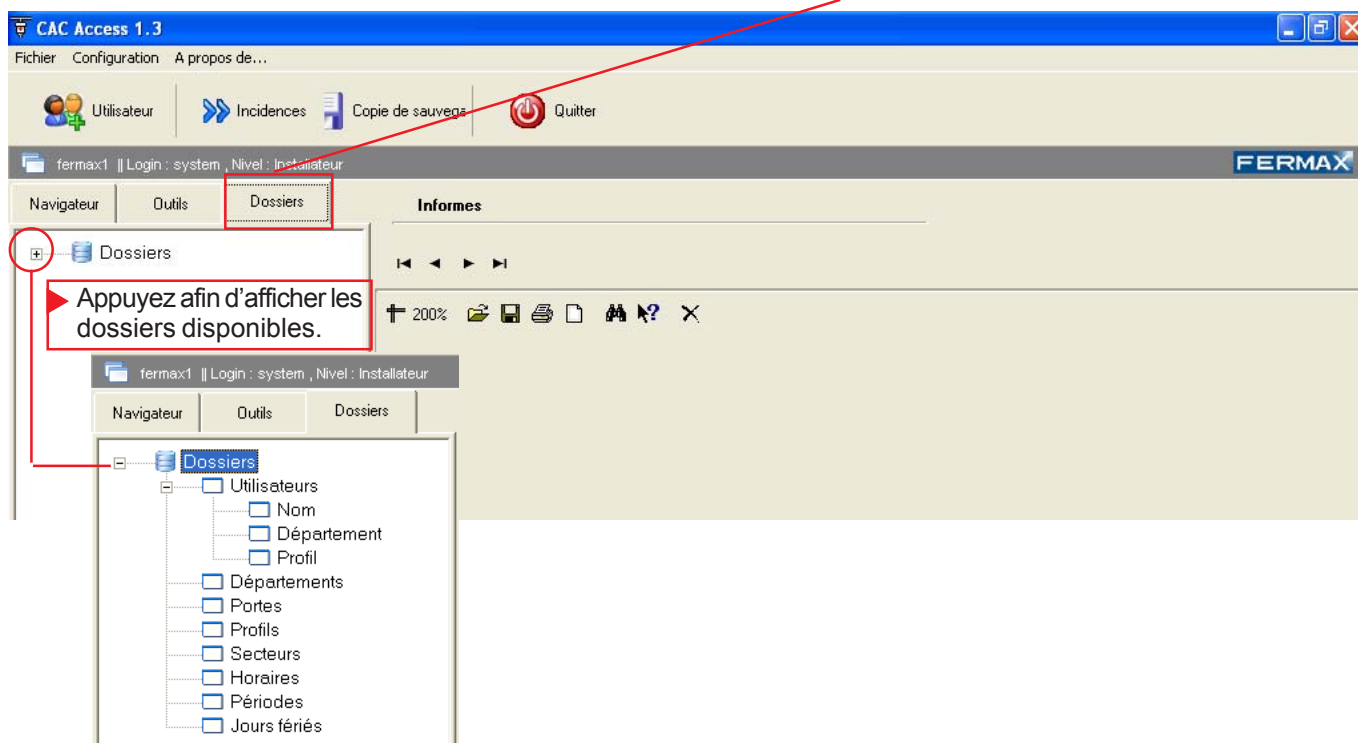 CAC Access 1.3
Fichier Configuration A propos de...
Utilisateur Incidences Copie de sauvega Quitter
fermax1 || Login : system , Nivel : Installateur FERMAX
Navigateur Outils Dossiers Informes
Dossiers
Appuyez afin d'afficher les
dossiers disponibles.
200%
fermax1 || Login : system , Nivel : Installateur
Navigateur Outils Dossiers
Dossiers
Utilisateurs
Nom
Département
Profil
Départements
Portes
Profils
Secteurs
Horaires
Périodes
Jours fériés